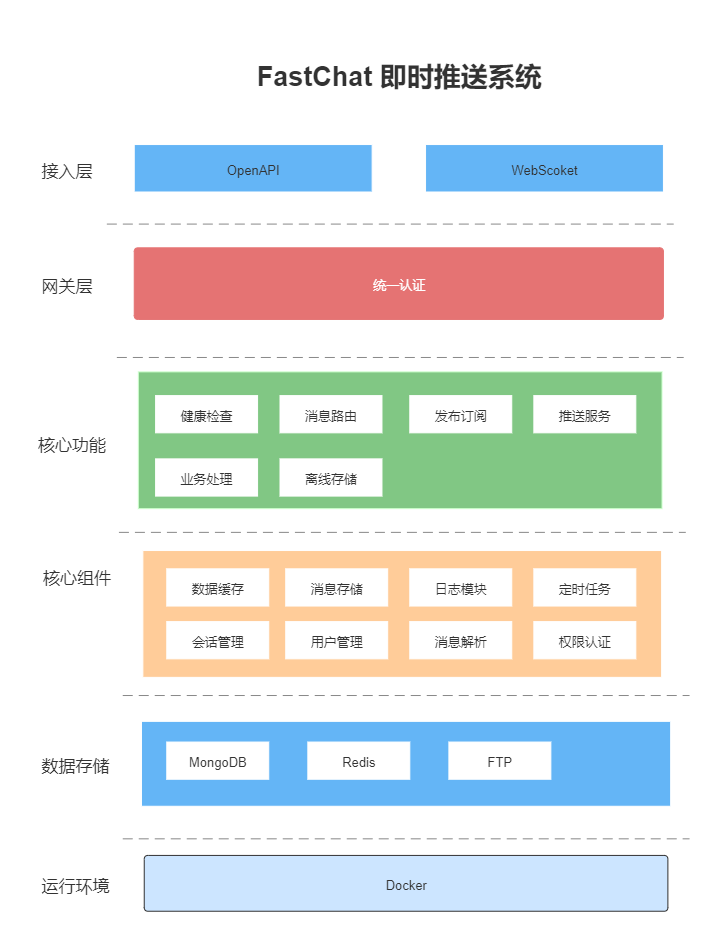 FastChat 即时推送系统
接入层
OpenAPI
WebScoket
网关层
统一认证
核心功能
健康检查
消息路由
发布订阅
推送服务
业务处理
离线存储
核心组件
数据缓存
消息存储
日志模块
定时任务
会话管理
用户管理
消息解析
权限认证
数据存储
MongoDB
Redis
FTP
运行环境
Docker